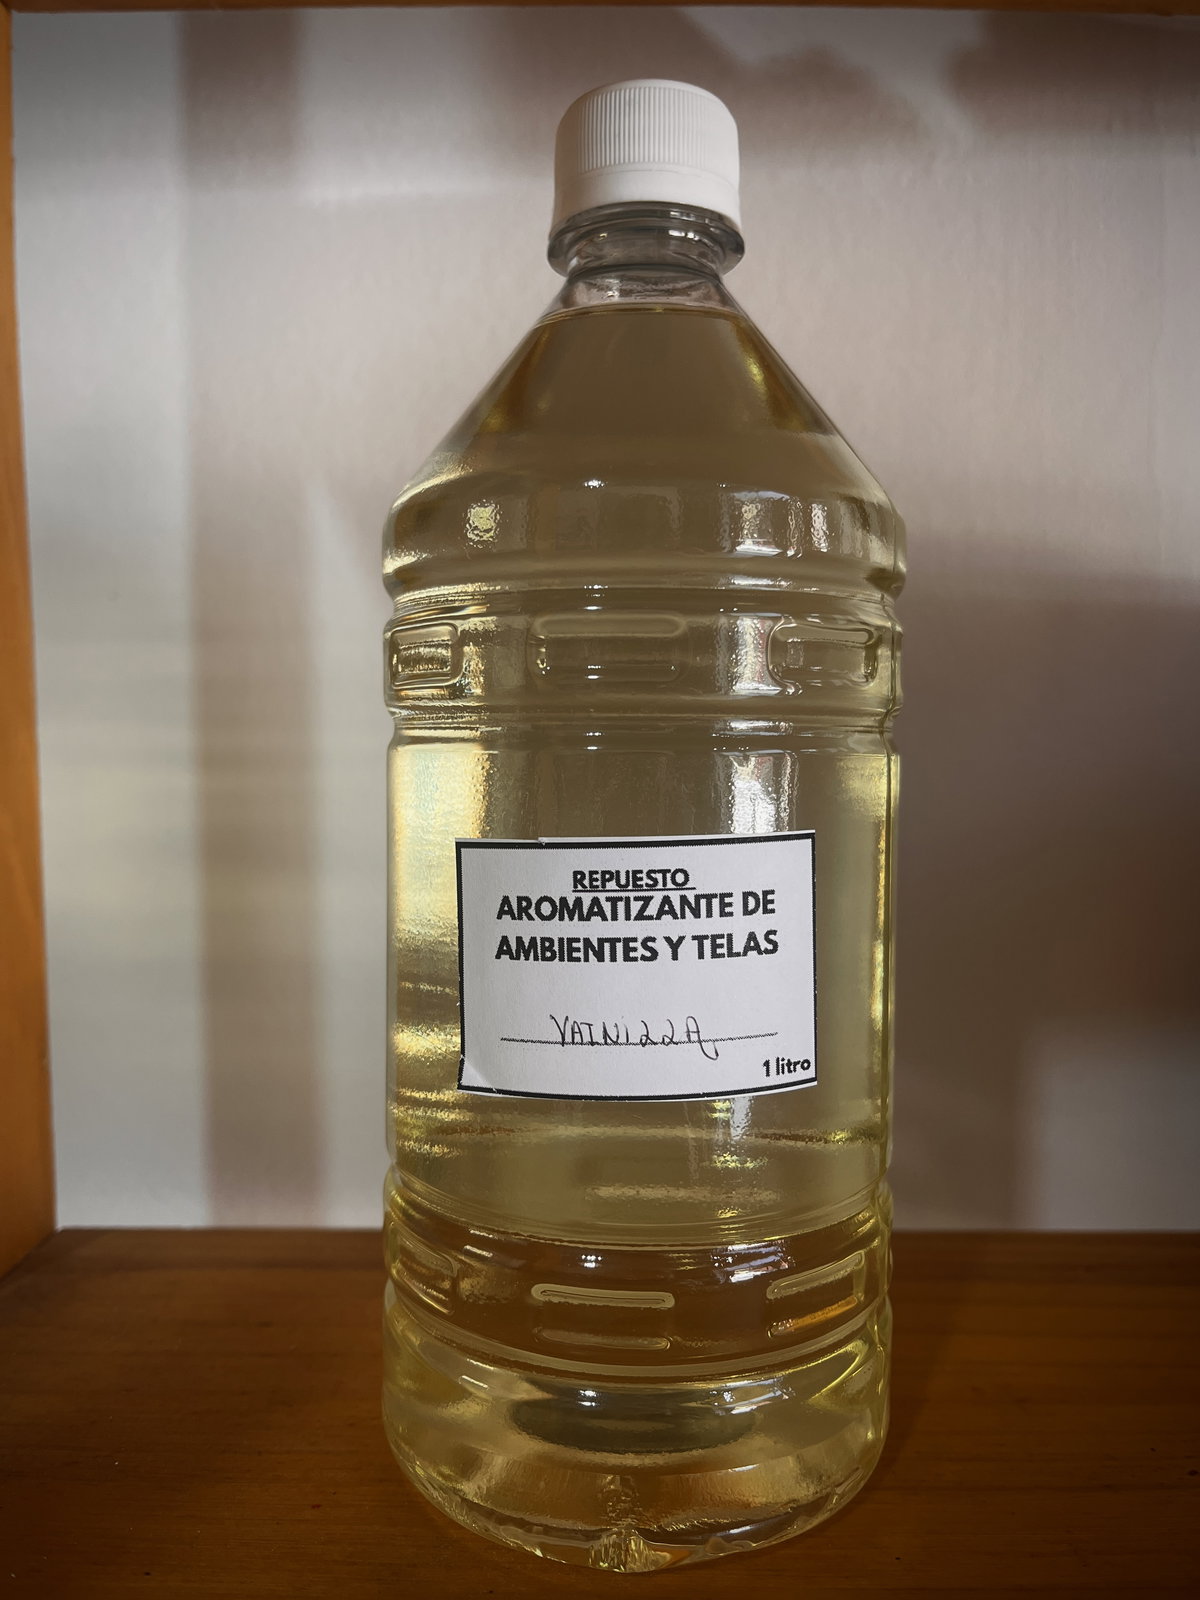 REPUESTO
AROMATIZANTE DE
AMBIENTES Y TELAS
VAINILLA
1 litro